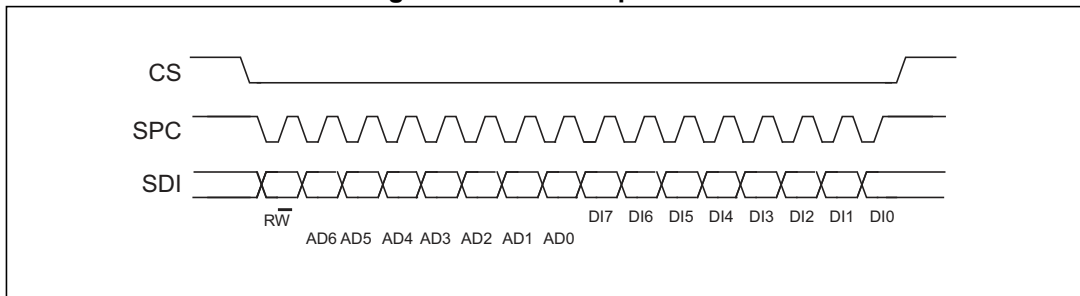 CS
SPC
SDI
RW̅ DI7 DI6 DI5 DI4 DI3 DI2 DI1 DI0
AD6 AD5 AD4 AD3 AD2 AD1 AD0